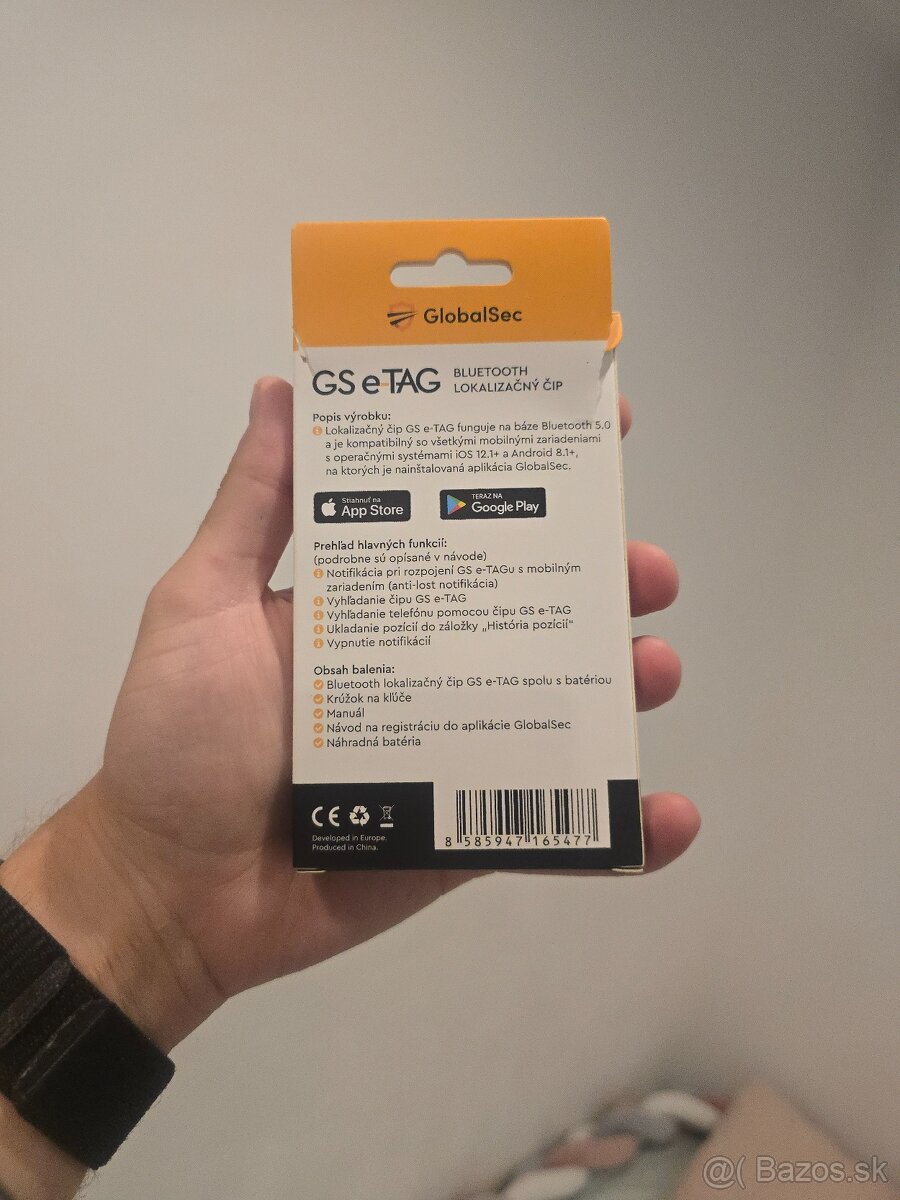 GlobalSec
GS e-TAG
BLUETOOTH
LOKALIZAČNÝ ČIP
Popis výrobku:
Lokalizačný čip GS e-TAG funguje na báze Bluetooth 5.0
a je kompatibilný so všetkými mobilnými zariadeniami
s operačnými systémami iOS 12.1+ a Android 8.1+,
na ktorých je nainštalovaná aplikácia GlobalSec.
Stiahnuť na
App Store
TERAZ NA
Google Play
Prehľad hlavných funkcií:
(podrobne sú opísané v návode)
Notifikácia pri rozpojení GS e-TAGu s mobilným
zariadením (anti-lost notifikácia)
Vyhľadanie čipu GS e-TAG
Vyhľadanie telefónu pomocou čipu GS e-TAG
Ukladanie pozícií do záložky „História pozícií“
Vypnutie notifikácií
Obsah balenia:
Bluetooth lokalizačný čip GS e-TAG spolu s batériou
Krúžok na kľúče
Manuál
Návod na registráciu do aplikácie GlobalSec
Náhradná batéria
CE
Developed in Europe.
Produced in China.
8 585947 165477
@( Bazos.sk